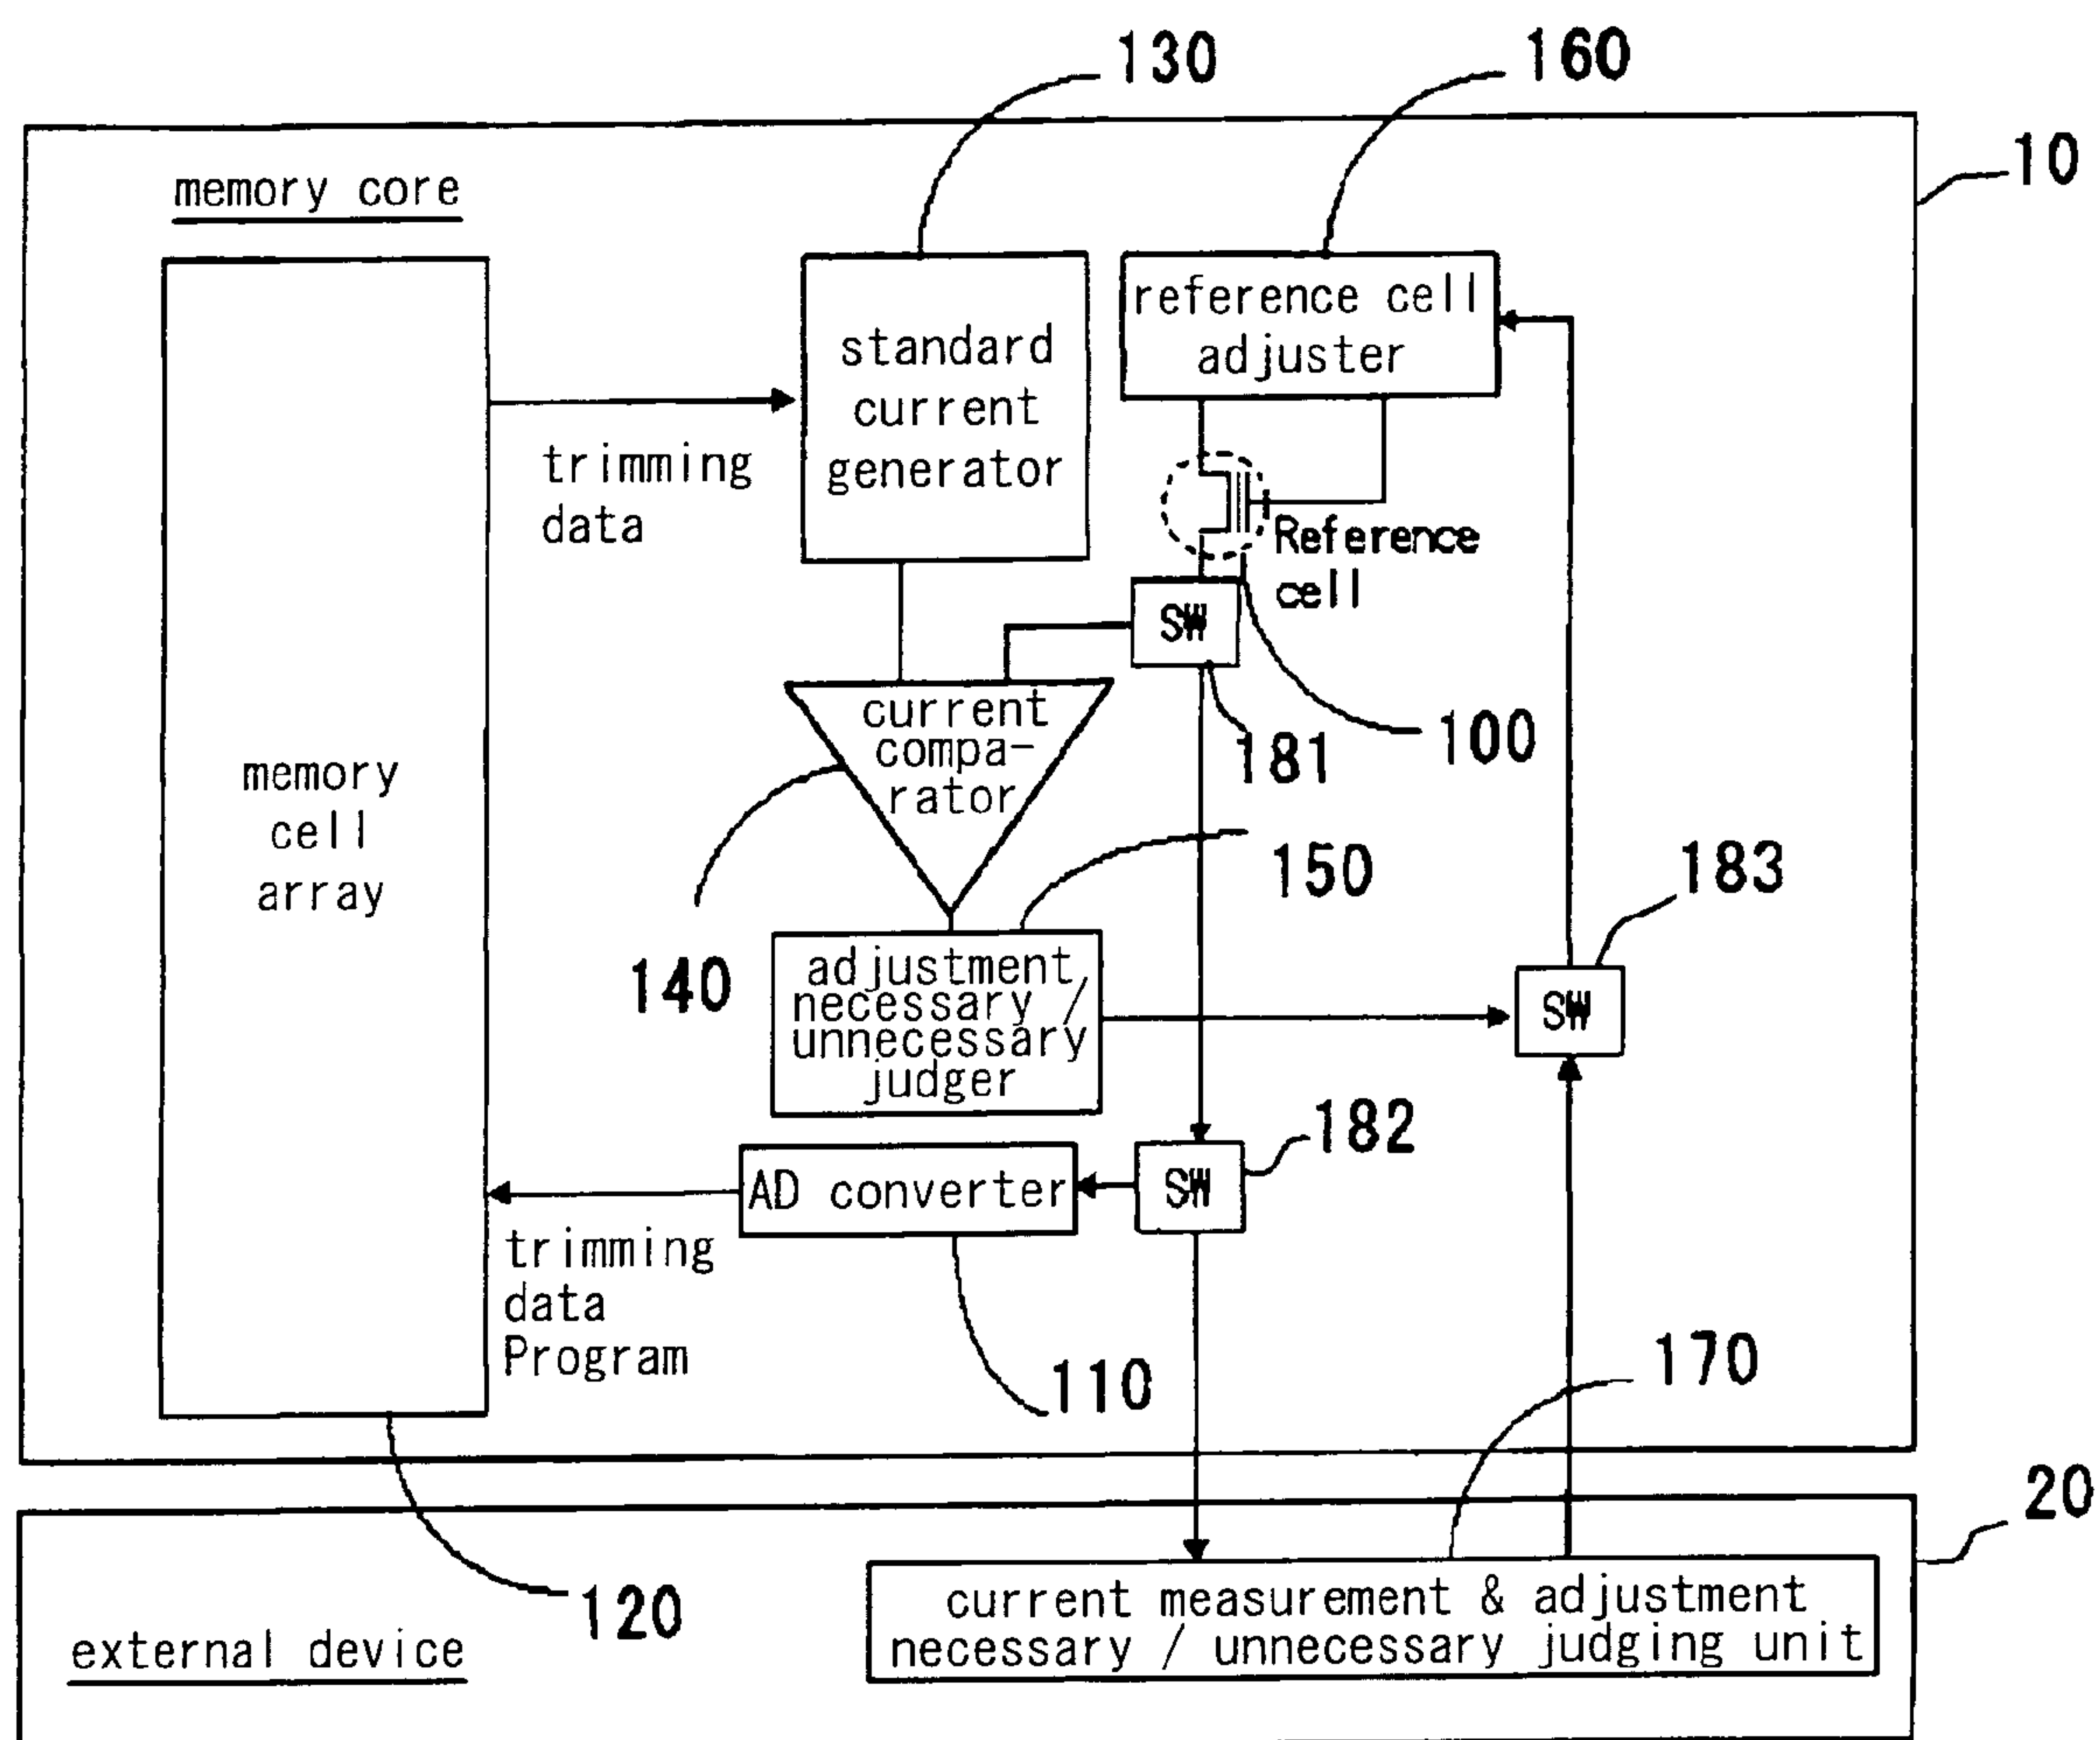 130
160
10
memory core
standard
current
generator
reference cell
adjuster
trimming
data
Reference
cell
SW
100
181
current
compa-
rator
memory
cell
array
140
150
183
adjustment
necessary /
unnecessary
judger
SW
182
AD converter
SW
trimming
data
Program
110
170
20
120
external device
current measurement & adjustment
necessary / unnecessary judging unit